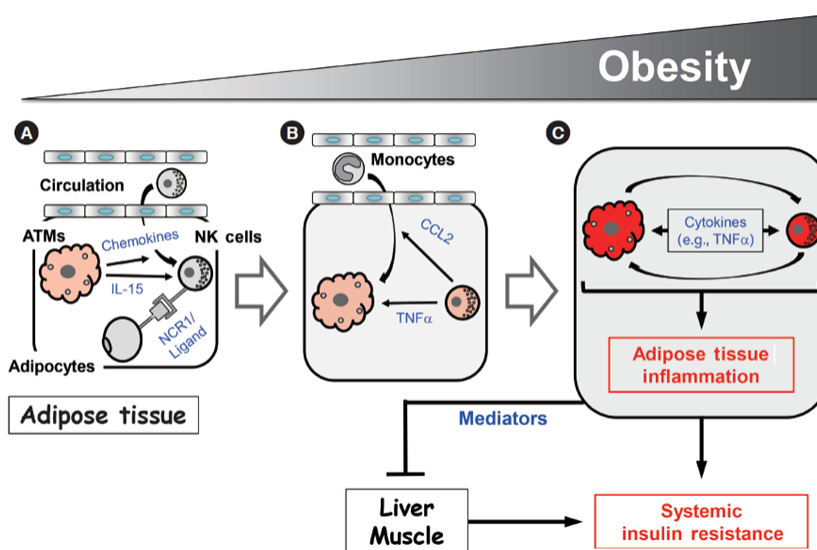 Obesity
A
Circulation
ATMs
Chemokines
NK cells
IL-15
NCR1/
Ligand
Adipocytes
Adipose tissue
B
Monocytes
CCL2
TNFα
C
Cytokines
(e.g., TNFα)
Adipose tissue
inflammation
Mediators
Liver
Muscle
Systemic
insulin resistance